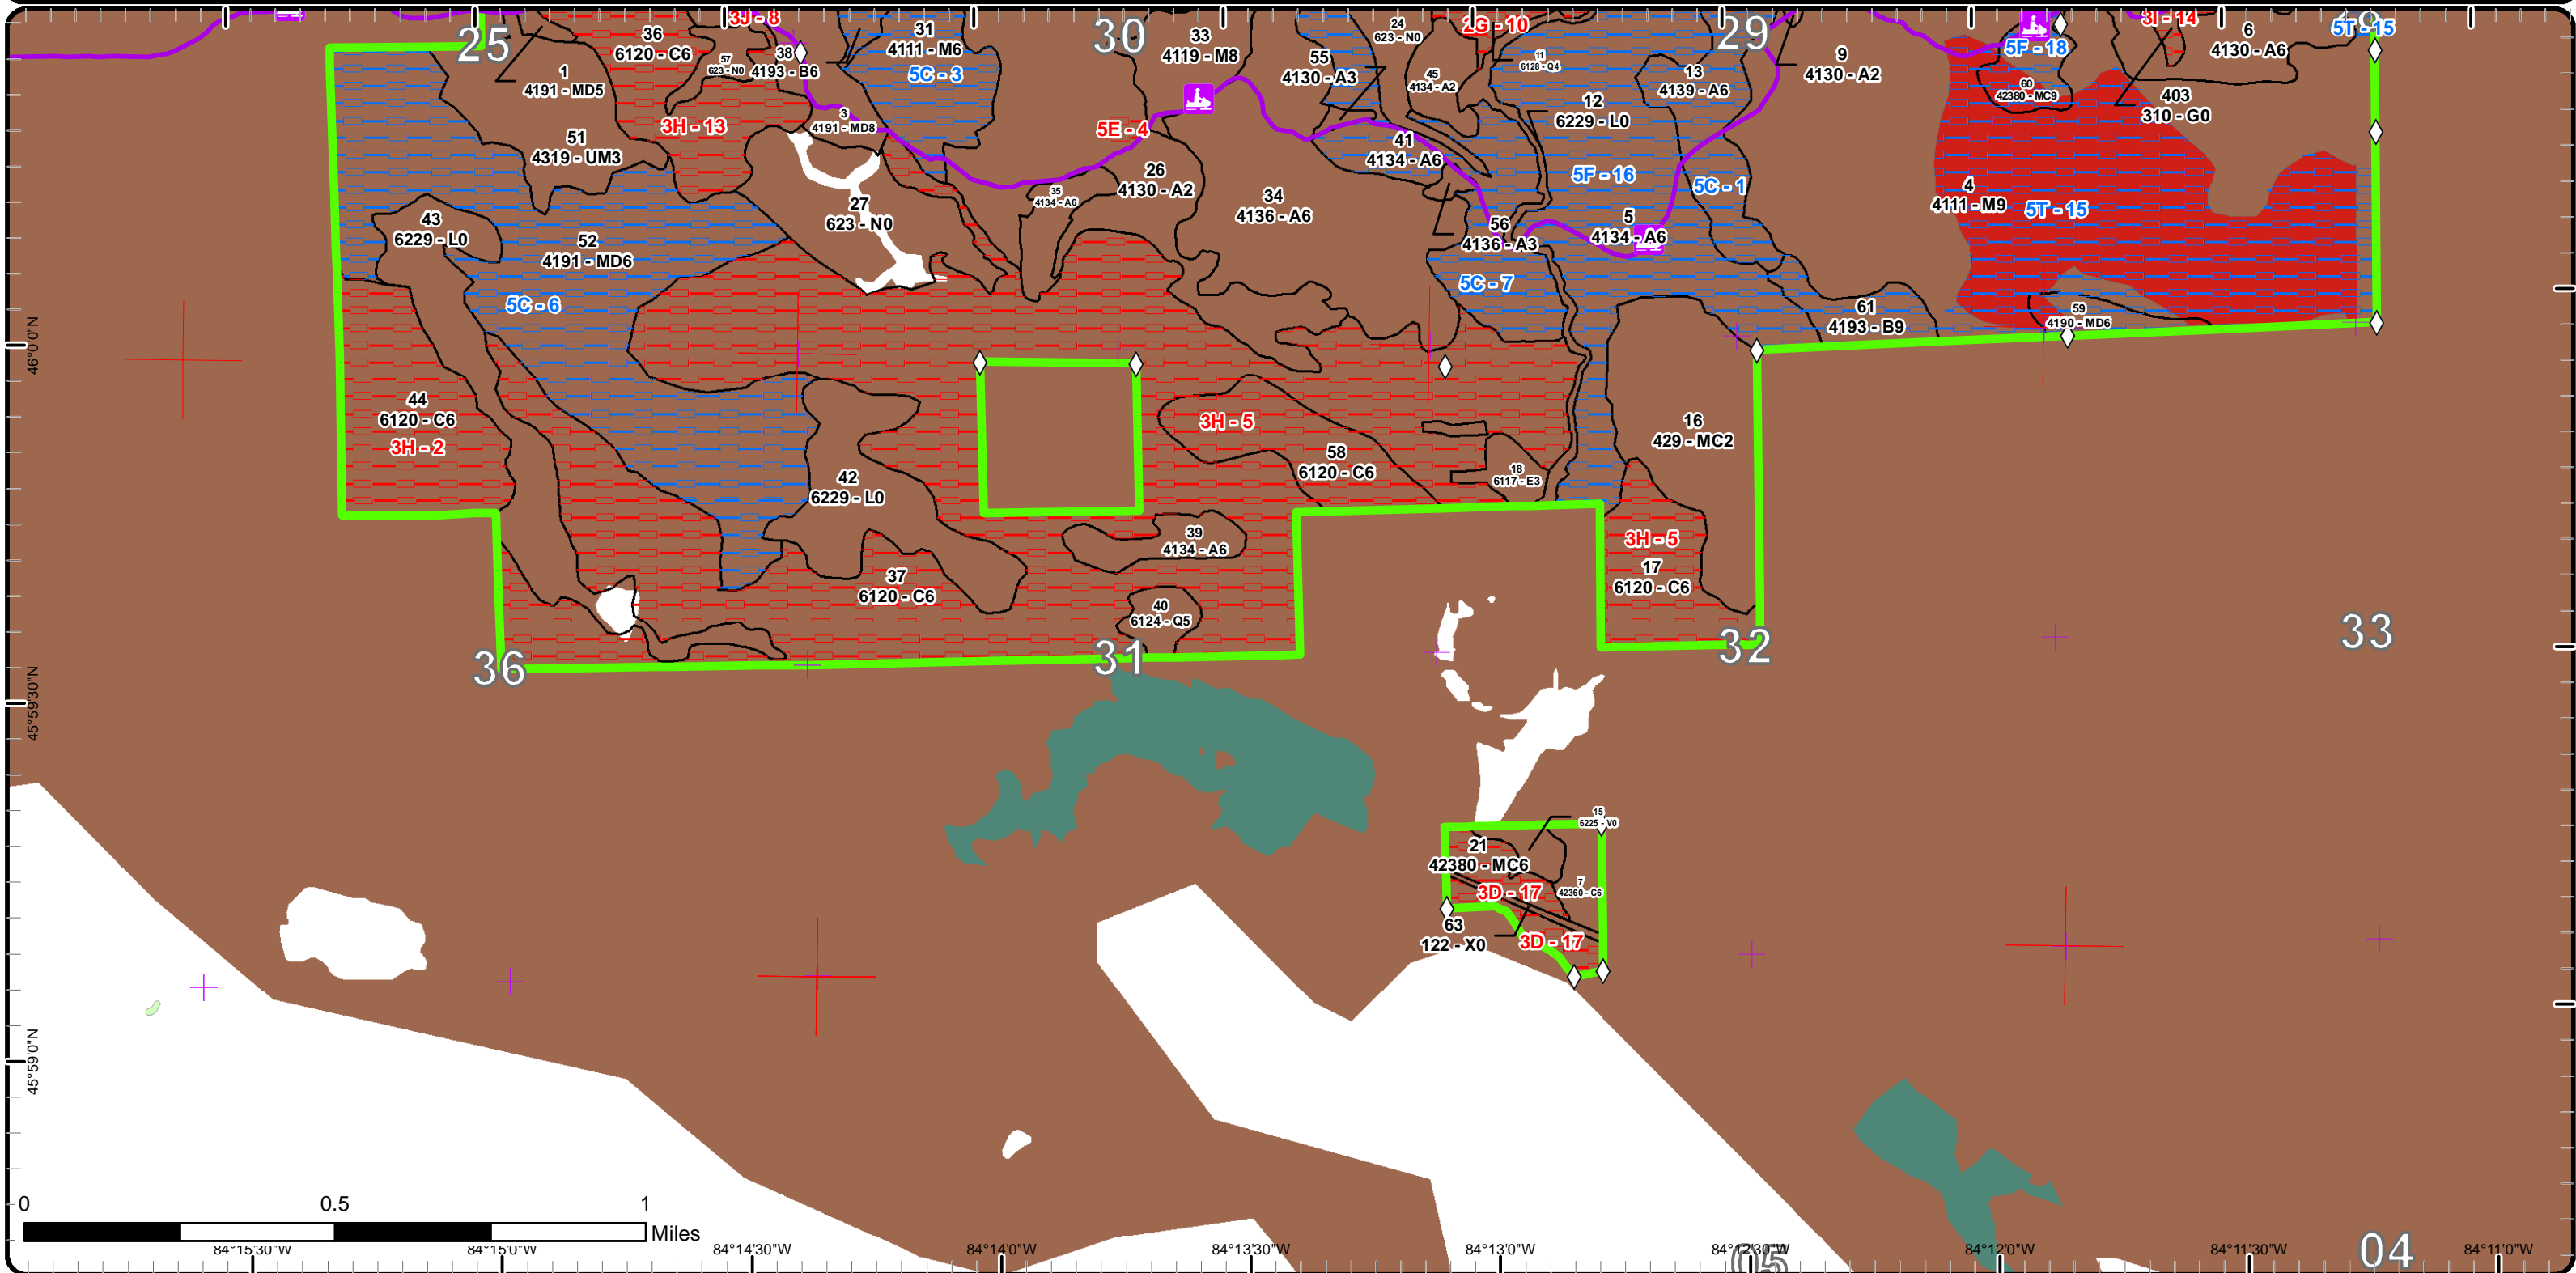 25
30
29
3J - 8
36
6120 - C6
57
623 - N0
38
4193 - B6
31
4111 - M6
5C - 3
33
4119 - M8
24
623 - N0
2G - 10
55
4130 - A3
45
4134 - A2
11
6128 - Q4
13
4139 - A6
9
4130 - A2
5F - 18
3I - 14
6
4130 - A6
5T - 15
1
4191 - MD5
3H - 13
3
4191 - MD8
5E - 4
12
6229 - L0
60
42380 - MC9
403
310 - G0
51
4319 - UM3
41
4134 - A6
26
4130 - A2
35
4134 - A6
34
4136 - A6
5F - 16
5C - 1
4
4111 - M9
5T - 15
27
623 - N0
43
6229 - L0
52
4191 - MD6
56
4136 - A3
5
4134 - A6
5C - 7
5C - 6
61
4193 - B9
59
4190 - MD6
46°0'0"N
44
6120 - C6
3H - 2
3H - 5
58
6120 - C6
18
6117 - E3
16
429 - MC2
42
6229 - L0
39
4134 - A6
3H - 5
17
6120 - C6
37
6120 - C6
40
6124 - Q5
36
31
32
33
45°59'30"N
15
6225 - V0
21
42380 - MC6
3D - 17
7
42360 - C6
63
122 - X0
3D - 17
45°59'0"N
0
0.5
1
Miles
84°15'30"W
84°15'0"W
84°14'30"W
84°14'0"W
84°13'30"W
84°13'0"W
84°12'30"W
84°12'0"W
84°11'30"W
84°11'0"W
05
04